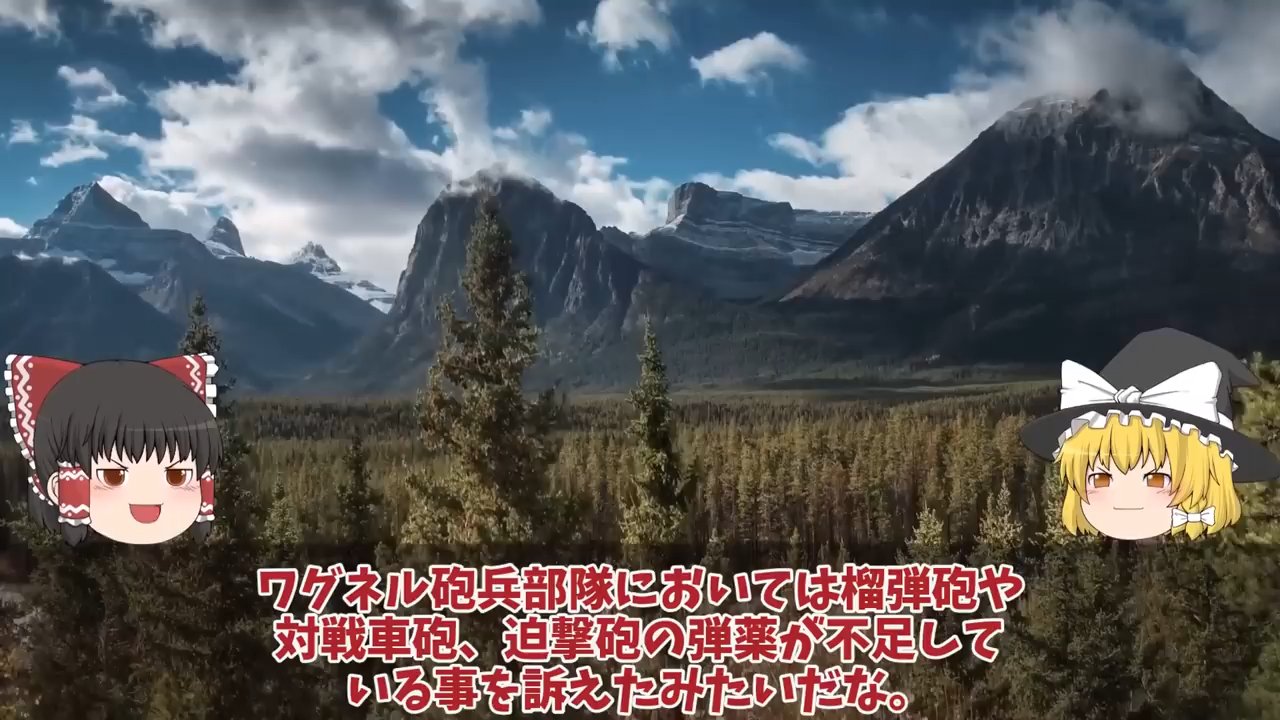 ワグネル砲兵部隊においては榴弾砲や
対戦車砲、迫撃砲の弾薬が不足して
いる事を訴えたみたいだな。